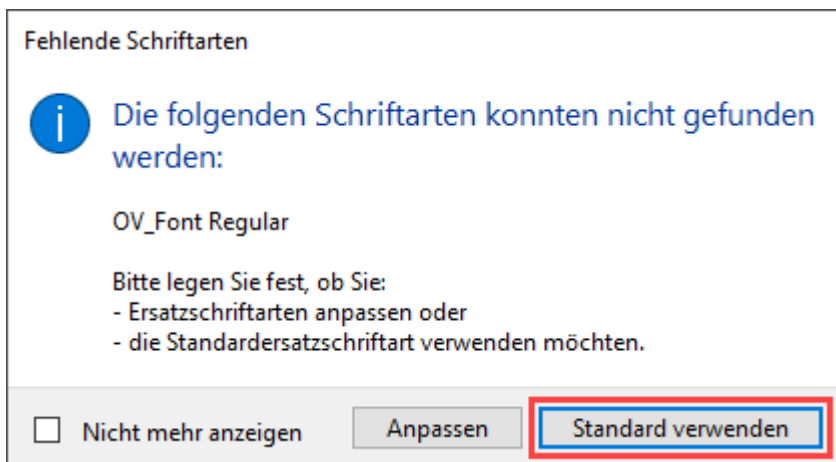 Fehlende Schriftarten
Die folgenden Schriftarten konnten nicht gefunden
werden:
OV_Font Regular
Bitte legen Sie fest, ob Sie:
- Ersatzschriftarten anpassen oder
- die Standardersatzschriftart verwenden möchten.
Nicht mehr anzeigen Anpassen Standard verwenden